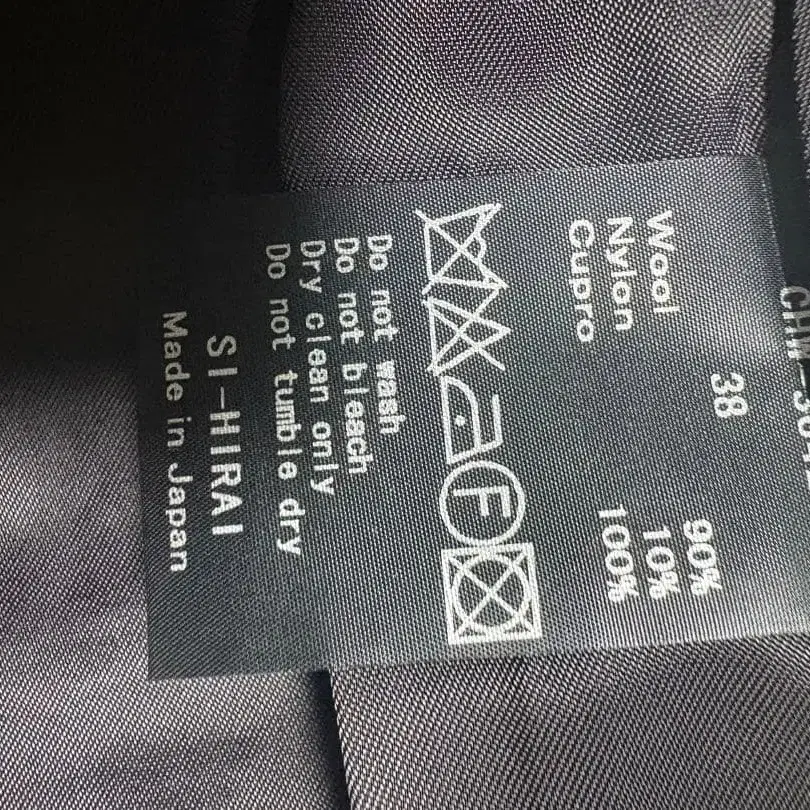 38
Wool 90%
Nylon 10%
Cupro 100%
F
Do not wash
Do not bleach
Dry clean only
Do not tumble dry
SI-HIRAI
Made in Japan